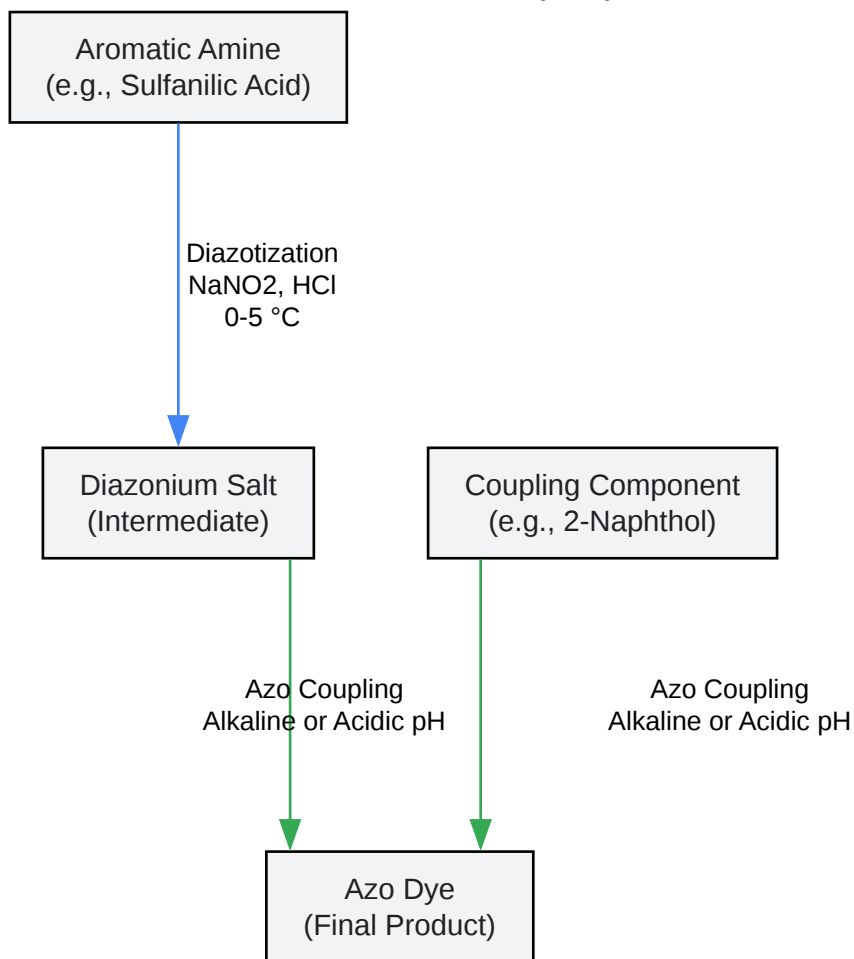 Aromatic Amine
(e.g., Sulfanilic Acid)
Diazotization
NaNO2, HCl
0-5 °C
Diazonium Salt
(Intermediate)
Coupling Component
(e.g., 2-Naphthol)
Azo Coupling
Alkaline or Acidic pH
Azo Coupling
Alkaline or Acidic pH
Azo Dye
(Final Product)